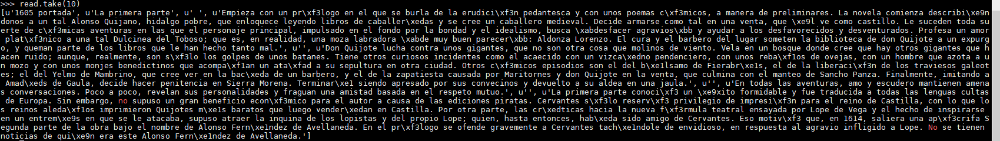 >>> read.take(10)
[u'1605 portada', u'La primera parte', u' ', u'Empieza con un pr\xf3logo en el que se burla de la erudici\xf3n pedantesca y con unos poemas c\xf3micos, a manera de preliminares. La novela comienza describi\xe9n
donos a un tal Alonso Quijano, hidalgo pobre, que enloquece leyendo libros de caballer\xedas y se cree un caballero medieval. Decide armarse como tal en una venta, que \xe9l ve como castillo. Le suceden toda su
erte de c\xf3micas aventuras en las que el personaje principal, impulsado en el fondo por la bondad y el idealismo, busca \xabdesfacer agravios\xbb y ayudar a los desfavorecidos y desventurados. Profesa un amor
 plat\xf3nico a una tal Dulcinea del Toboso; que es, en realidad, una moza labradora \xabde muy buen parecer\xbb: Aldonza Lorenzo. El cura y el barbero del lugar someten la biblioteca de don Quijote a un expurg
o, y queman parte de los libros que le han hecho tanto mal.', u'', u'Don Quijote lucha contra unos gigantes, que no son otra cosa que molinos de viento. Vela en un bosque donde cree que hay otros gigantes que h
acen ruido; aunque, realmente, son s\xf3lo los golpes de unos batanes. Tiene otros curiosos incidentes como el acaecido con un vizca\xedno pendenciero, con unos reba\xf1os de ovejas, con un hombre que azota a u
n mozo y con unos monjes benedictinos que acompa\xf1an un ata\xfad a su sepultura en otra ciudad. Otros c\xf3micos episodios son el del b\xe1lsamo de Fierabr\xe1s, el de la liberaci\xf3n de los traviesos galeot
es; el del Yelmo de Mambrino, que cree ver en la bac\xeda de un barbero, y el de la zapatiesta causada por Maritornes y don Quijote en la venta, que culmina con el manteo de Sancho Panza. Finalmente, imitando a
 Amad\xeds de Gaula, decide hacer penitencia en Sierra Morena. Terminar\xe1 siendo apresado por sus convecinos y devuelto a su aldea en una jaula.', u'', u'En todas las aventuras, amo y escudero mantienen amena
s conversaciones. Poco a poco, revelan sus personalidades y fraguan una amistad basada en el respeto mutuo.', u'', u'La primera parte conoci\xf3 un \xe9xito formidable y fue traducida a todas las lenguas cultas
 de Europa. Sin embargo, no supuso un gran beneficio econ\xf3mico para el autor a causa de las ediciones piratas. Cervantes s\xf3lo reserv\xf3 privilegio de impresi\xf3n para el reino de Castilla, con lo que lo
s reinos aleda\xf1os imprimieron Quijotes m\xe1s baratos que luego vender\xedan en Castilla. Por otra parte, las cr\xedticas hacia la nueva f\xf3rmula teatral ensayada por Lope de Vega y el hecho de inspirarse
en un entrem\xe9s en que se le atacaba, supuso atraer la inquina de los lopistas y del propio Lope; quien, hasta entonces, hab\xeda sido amigo de Cervantes. Eso motiv\xf3 que, en 1614, saliera una ap\xf3crifa S
egunda parte de la obra bajo el nombre de Alonso Fern\xe1ndez de Avellaneda. En el pr\xf3logo se ofende gravemente a Cervantes tach\xe1ndole de envidioso, en respuesta al agravio infligido a Lope. No se tienen
noticias de qui\xe9n era este Alonso Fern\xe1ndez de Avellaneda.']